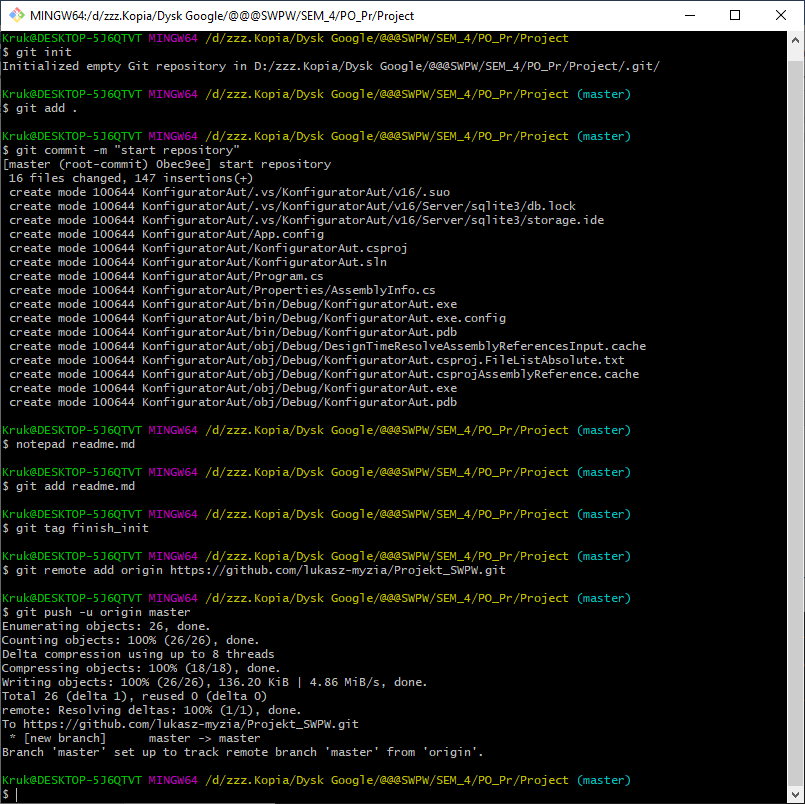 MINGW64:/d/zzz.Kopia/Dysk Google/@@@SWPW/SEM_4/PO_Pr/Project
Kruk@DESKTOP-5J6QTVT MINGW64 /d/zzz.Kopia/Dysk Google/@@@SWPW/SEM_4/PO_Pr/Project
$ git init
Initialized empty Git repository in D:/zzz.Kopia/Dysk Google/@@@SWPW/SEM_4/PO_Pr/Project/.git/
Kruk@DESKTOP-5J6QTVT MINGW64 /d/zzz.Kopia/Dysk Google/@@@SWPW/SEM_4/PO_Pr/Project (master)
$ git add .
Kruk@DESKTOP-5J6QTVT MINGW64 /d/zzz.Kopia/Dysk Google/@@@SWPW/SEM_4/PO_Pr/Project (master)
$ git commit -m "start repository"
[master (root-commit) 0bec9ee] start repository
 16 files changed, 147 insertions(+)
 create mode 100644 KonfiguratorAut/.vs/KonfiguratorAut/v16/.suo
 create mode 100644 KonfiguratorAut/.vs/KonfiguratorAut/v16/Server/sqlite3/db.lock
 create mode 100644 KonfiguratorAut/.vs/KonfiguratorAut/v16/Server/sqlite3/storage.ide
 create mode 100644 KonfiguratorAut/App.config
 create mode 100644 KonfiguratorAut/KonfiguratorAut.csproj
 create mode 100644 KonfiguratorAut/KonfiguratorAut.sln
 create mode 100644 KonfiguratorAut/Program.cs
 create mode 100644 KonfiguratorAut/Properties/AssemblyInfo.cs
 create mode 100644 KonfiguratorAut/bin/Debug/KonfiguratorAut.exe
 create mode 100644 KonfiguratorAut/bin/Debug/KonfiguratorAut.exe.config
 create mode 100644 KonfiguratorAut/bin/Debug/KonfiguratorAut.pdb
 create mode 100644 KonfiguratorAut/obj/Debug/DesignTimeResolveAssemblyReferencesInput.cache
 create mode 100644 KonfiguratorAut/obj/Debug/KonfiguratorAut.csproj.FileListAbsolute.txt
 create mode 100644 KonfiguratorAut/obj/Debug/KonfiguratorAut.csprojAssemblyReference.cache
 create mode 100644 KonfiguratorAut/obj/Debug/KonfiguratorAut.exe
 create mode 100644 KonfiguratorAut/obj/Debug/KonfiguratorAut.pdb
Kruk@DESKTOP-5J6QTVT MINGW64 /d/zzz.Kopia/Dysk Google/@@@SWPW/SEM_4/PO_Pr/Project (master)
$ notepad readme.md
Kruk@DESKTOP-5J6QTVT MINGW64 /d/zzz.Kopia/Dysk Google/@@@SWPW/SEM_4/PO_Pr/Project (master)
$ git add readme.md
Kruk@DESKTOP-5J6QTVT MINGW64 /d/zzz.Kopia/Dysk Google/@@@SWPW/SEM_4/PO_Pr/Project (master)
$ git tag finish_init
Kruk@DESKTOP-5J6QTVT MINGW64 /d/zzz.Kopia/Dysk Google/@@@SWPW/SEM_4/PO_Pr/Project (master)
$ git remote add origin https://github.com/lukasz-myzia/Projekt_SWPW.git
Kruk@DESKTOP-5J6QTVT MINGW64 /d/zzz.Kopia/Dysk Google/@@@SWPW/SEM_4/PO_Pr/Project (master)
$ git push -u origin master
Enumerating objects: 26, done.
Counting objects: 100% (26/26), done.
Delta compression using up to 8 threads
Compressing objects: 100% (18/18), done.
Writing objects: 100% (26/26), 136.20 KiB | 4.86 MiB/s, done.
Total 26 (delta 1), reused 0 (delta 0)
remote: Resolving deltas: 100% (1/1), done.
To https://github.com/lukasz-myzia/Projekt_SWPW.git
 * [new branch]      master -> master
Branch 'master' set up to track remote branch 'master' from 'origin'.
Kruk@DESKTOP-5J6QTVT MINGW64 /d/zzz.Kopia/Dysk Google/@@@SWPW/SEM_4/PO_Pr/Project (master)
$